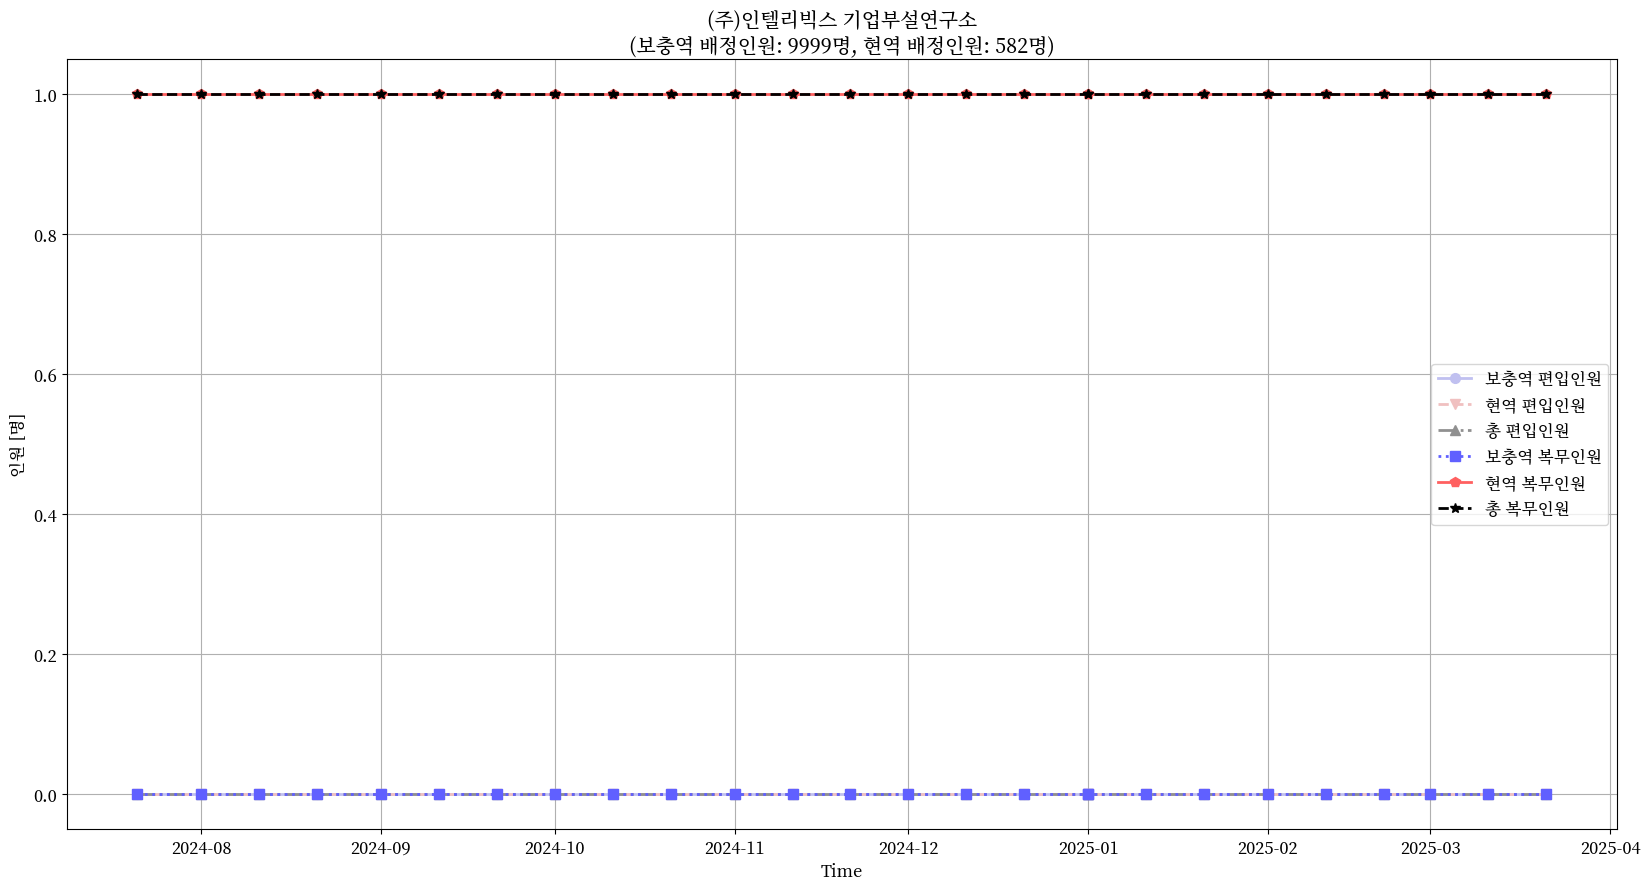 (주)인텔리빅스 기업부설연구소
(보충역 배정인원: 9999명, 현역 배정인원: 582명)
인원 [명]
1.0
0.8
0.6
0.4
0.2
0.0
보충역 편입인원
현역 편입인원
총 편입인원
보충역 복무인원
현역 복무인원
총 복무인원
2024-08 2024-09 2024-10 2024-11 2024-12 2025-01 2025-02 2025-03 2025-04
Time